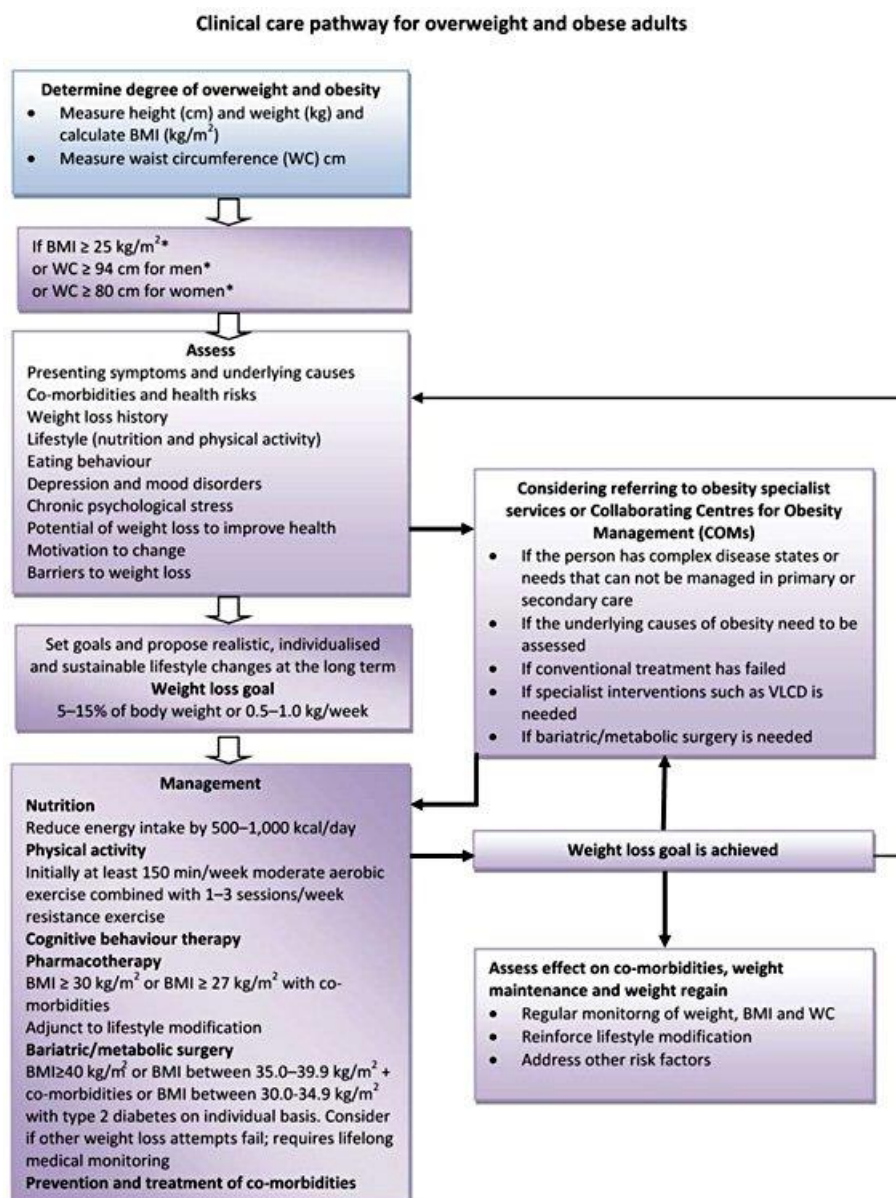 Clinical care pathway for overweight and obese adults
Determine degree of overweight and obesity
• Measure height (cm) and weight (kg) and
calculate BMI (kg/m²)
• Measure waist circumference (WC) cm
If BMI ≥ 25 kg/m²*
or WC ≥ 94 cm for men*
or WC ≥ 80 cm for women*
Assess
Presenting symptoms and underlying causes
Co-morbidities and health risks
Weight loss history
Lifestyle (nutrition and physical activity)
Eating behaviour
Depression and mood disorders
Chronic psychological stress
Potential of weight loss to improve health
Motivation to change
Barriers to weight loss
Considering referring to obesity specialist
services or Collaborating Centres for Obesity
Management (COMs)
• If the person has complex disease states or
needs that can not be managed in primary or
secondary care
• If the underlying causes of obesity need to be
assessed
• If conventional treatment has failed
• If specialist interventions such as VLCD is
needed
• If bariatric/metabolic surgery is needed
Set goals and propose realistic, individualised
and sustainable lifestyle changes at the long term
Weight loss goal
5–15% of body weight or 0.5–1.0 kg/week
Management
Nutrition
Reduce energy intake by 500–1,000 kcal/day
Physical activity
Initially at least 150 min/week moderate aerobic
exercise combined with 1–3 sessions/week
resistance exercise
Cognitive behaviour therapy
Pharmacotherapy
BMI ≥ 30 kg/m² or BMI ≥ 27 kg/m² with co-
morbidities
Adjunct to lifestyle modification
Bariatric/metabolic surgery
BMI≥40 kg/m² or BMI between 35.0–39.9 kg/m² +
co-morbidities or BMI between 30.0-34.9 kg/m²
with type 2 diabetes on individual basis. Consider
if other weight loss attempts fail; requires lifelong
medical monitoring
Prevention and treatment of co-morbidities
Weight loss goal is achieved
Assess effect on co-morbidities, weight
maintenance and weight regain
• Regular monitorng of weight, BMI and WC
• Reinforce lifestyle modification
• Address other risk factors